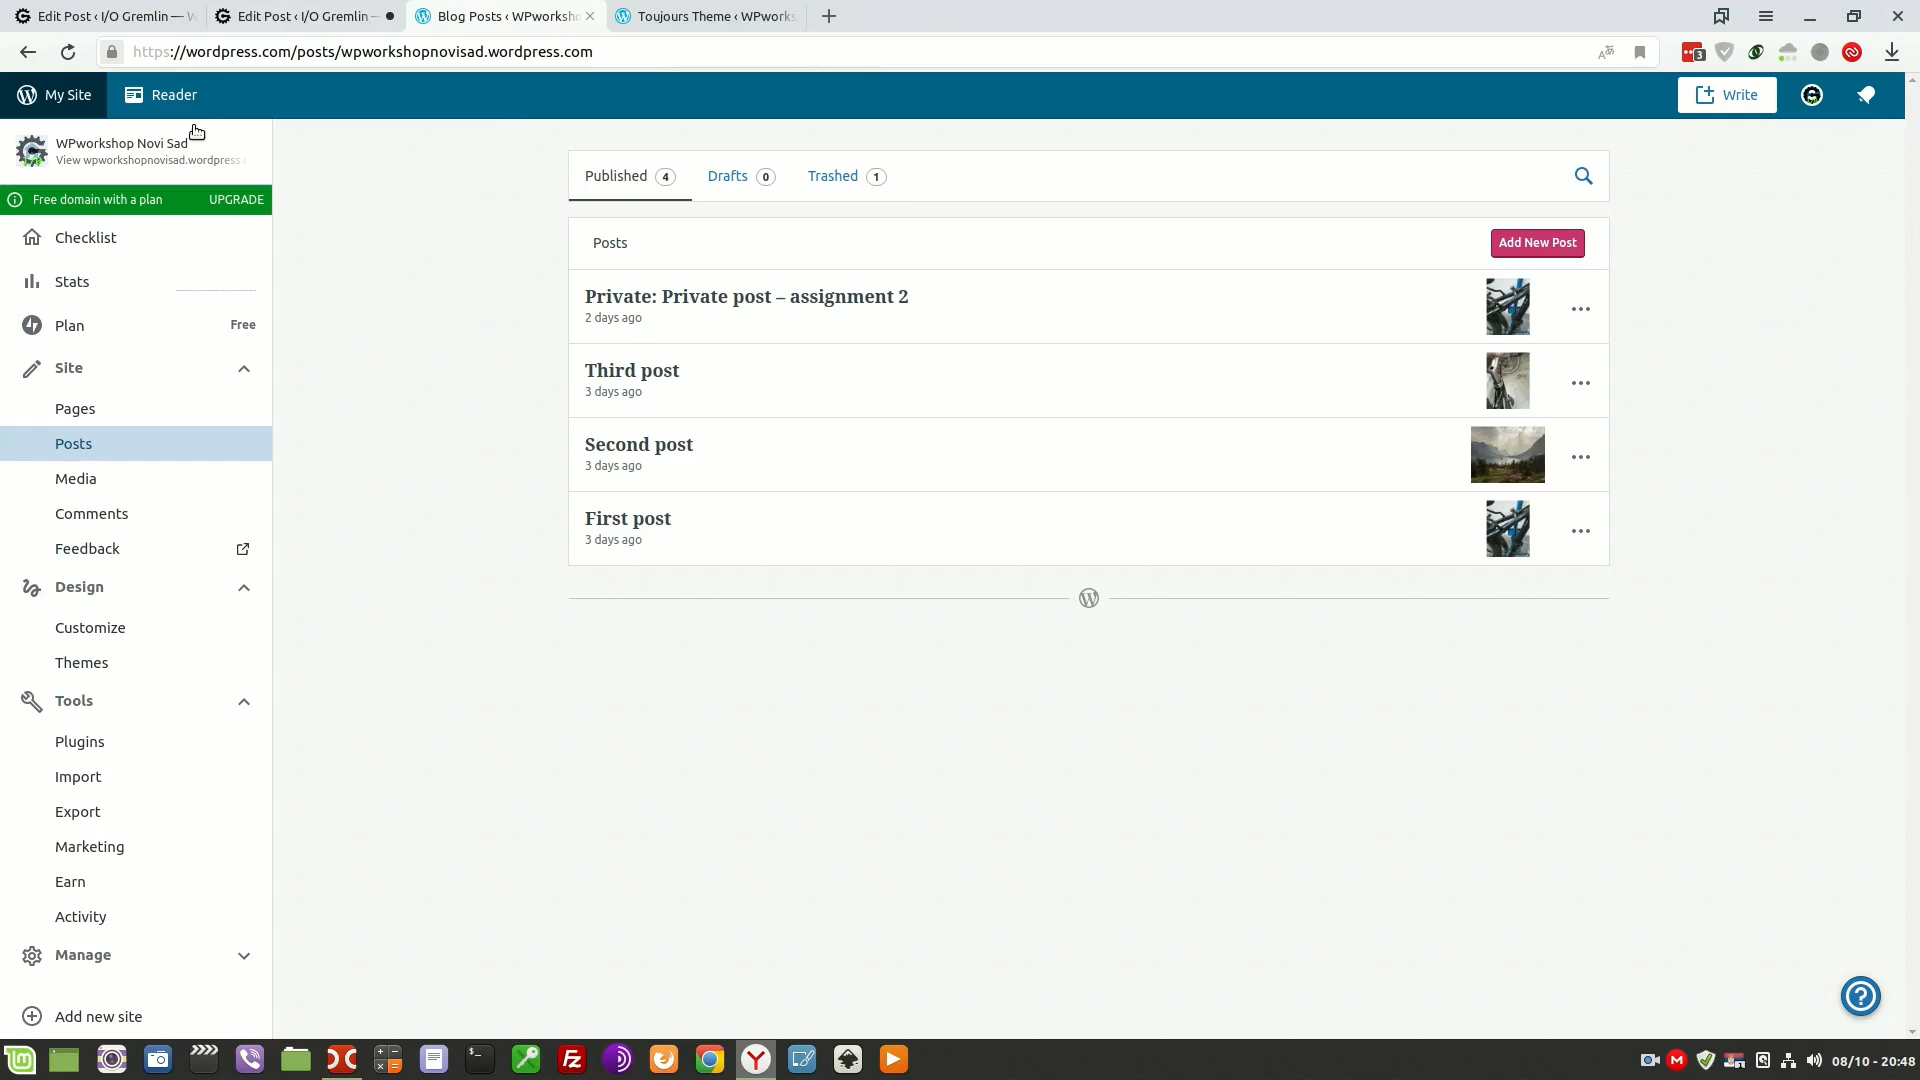 Edit Post ‹ I/O Gremlin — W
Edit Post ‹ I/O Gremlin —
Blog Posts ‹ WPworksho
Toujours Theme ‹ WPworks
https://wordpress.com/posts/wpworkshopnovisad.wordpress.com
3
My Site
Reader
Write
WPworkshop Novi Sad
View wpworkshopnovisad.wordpress.c
Free domain with a plan
UPGRADE
Checklist
Stats
Plan
Free
Site
Pages
Posts
Media
Comments
Feedback
Design
Customize
Themes
Tools
Plugins
Import
Export
Marketing
Earn
Activity
Manage
Add new site
Published 4
Drafts 0
Trashed 1
Posts
Add New Post
Private: Private post – assignment 2
2 days ago
Third post
3 days ago
Second post
3 days ago
First post
3 days ago
08/10 - 20:48